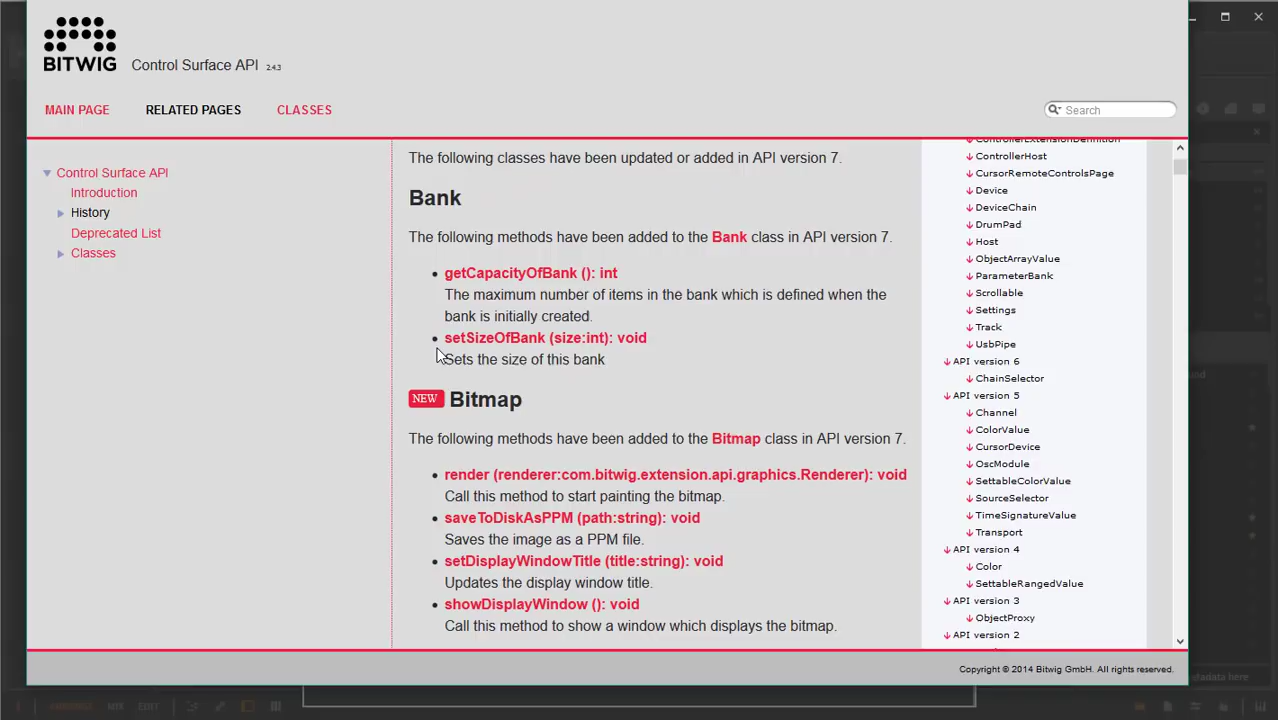 BITWIG
Control Surface API 2.4.3
MAIN PAGE
RELATED PAGES
CLASSES
Search
Control Surface API
Introduction
History
Deprecated List
Classes
The following classes have been updated or added in API version 7.
Bank
The following methods have been added to the Bank class in API version 7.
getCapacityOfBank (): int
The maximum number of items in the bank which is defined when the
bank is initially created.
setSizeOfBank (size:int): void
Sets the size of this bank
NEW Bitmap
The following methods have been added to the Bitmap class in API version 7.
render (renderer:com.bitwig.extension.api.graphics.Renderer): void
Call this method to start painting the bitmap.
saveToDiskAsPPM (path:string): void
Saves the image as a PPM file.
setDisplayWindowTitle (title:string): void
Updates the display window title.
showDisplayWindow (): void
Call this method to show a window which displays the bitmap.
ControllerExtensionDefinition
ControllerHost
CursorRemoteControlsPage
Device
DeviceChain
DrumPad
Host
ObjectArrayValue
ParameterBank
Scrollable
Settings
Track
UsbPipe
API version 6
ChainSelector
API version 5
Channel
ColorValue
CursorDevice
OscModule
SettableColorValue
SourceSelector
TimeSignatureValue
Transport
API version 4
Color
SettableRangedValue
API version 3
ObjectProxy
API version 2
Copyright © 2014 Bitwig GmbH. All rights reserved.
MIX
EDIT